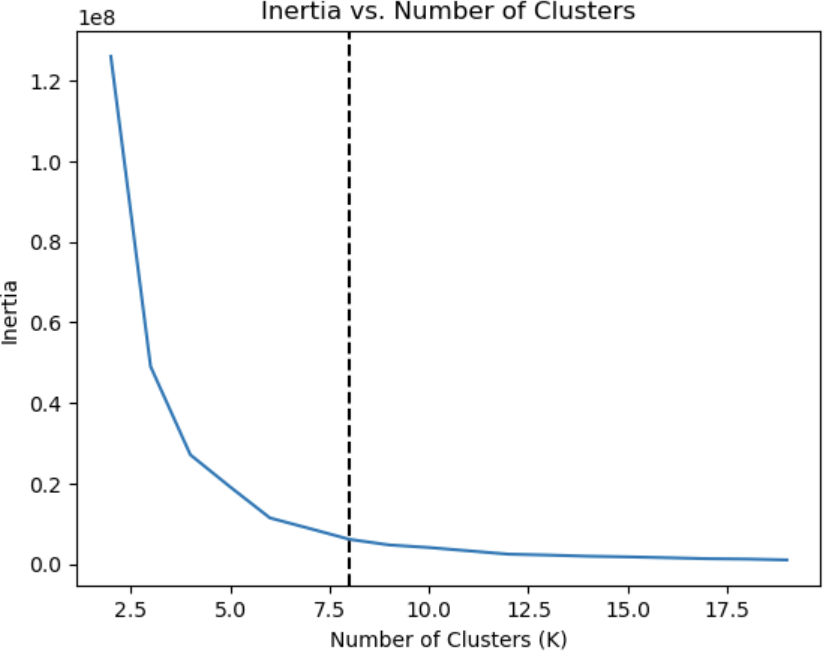 Inertia vs. Number of Clusters
1e8
1.2
1.0
0.8
0.6
0.4
0.2
0.0
Inertia
2.5 5.0 7.5 10.0 12.5 15.0 17.5
Number of Clusters (K)